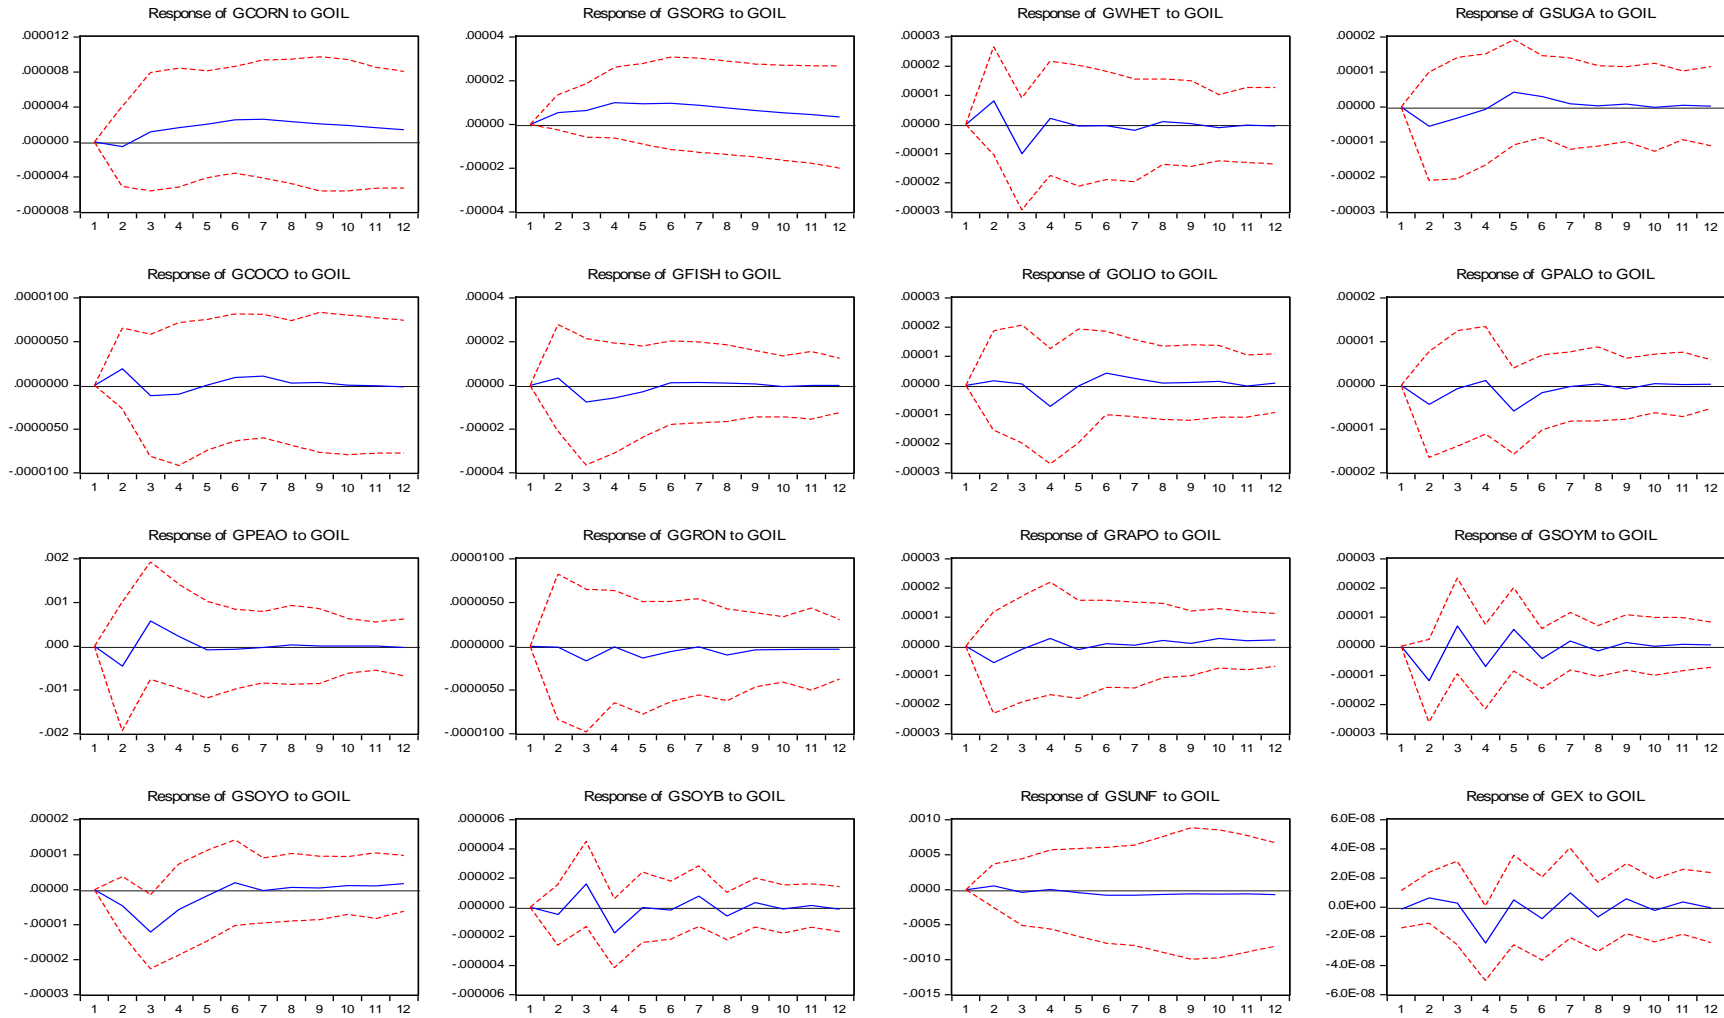 Response of GCORN to GOIL
.000012
.000008
.000004
.000000
-.000004
-.000008
1 2 3 4 5 6 7 8 9 10 11 12
Response of GSORG to GOIL
.00004
.00002
.00000
-.00002
-.00004
1 2 3 4 5 6 7 8 9 10 11 12
Response of GWHET to GOIL
.00003
.00002
.00001
.00000
-.00001
-.00002
-.00003
1 2 3 4 5 6 7 8 9 10 11 12
Response of GSUGA to GOIL
.00002
.00001
.00000
-.00001
-.00002
-.00003
1 2 3 4 5 6 7 8 9 10 11 12
Response of GCOCO to GOIL
.0000100
.0000050
.0000000
-.0000050
-.0000100
1 2 3 4 5 6 7 8 9 10 11 12
Response of GFISH to GOIL
.00004
.00002
.00000
-.00002
-.00004
1 2 3 4 5 6 7 8 9 10 11 12
Response of GOLIO to GOIL
.00003
.00002
.00001
.00000
-.00001
-.00002
-.00003
1 2 3 4 5 6 7 8 9 10 11 12
Response of GPALO to GOIL
.00002
.00001
.00000
-.00001
-.00002
1 2 3 4 5 6 7 8 9 10 11 12
Response of GPEAO to GOIL
.002
.001
.000
-.001
-.002
1 2 3 4 5 6 7 8 9 10 11 12
Response of GGRON to GOIL
.0000100
.0000050
.0000000
-.0000050
-.0000100
1 2 3 4 5 6 7 8 9 10 11 12
Response of GRAPO to GOIL
.00003
.00002
.00001
.00000
-.00001
-.00002
-.00003
1 2 3 4 5 6 7 8 9 10 11 12
Response of GSOYM to GOIL
.00003
.00002
.00001
.00000
-.00001
-.00002
-.00003
1 2 3 4 5 6 7 8 9 10 11 12
Response of GSOYO to GOIL
.00002
.00001
.00000
-.00001
-.00002
-.00003
1 2 3 4 5 6 7 8 9 10 11 12
Response of GSOYB to GOIL
.000006
.000004
.000002
.000000
-.000002
-.000004
-.000006
1 2 3 4 5 6 7 8 9 10 11 12
Response of GSUNF to GOIL
.0010
.0005
.0000
-.0005
-.0010
-.0015
1 2 3 4 5 6 7 8 9 10 11 12
Response of GEX to GOIL
6.0E-08
4.0E-08
2.0E-08
0.0E+00
-2.0E-08
-4.0E-08
-6.0E-08
1 2 3 4 5 6 7 8 9 10 11 12